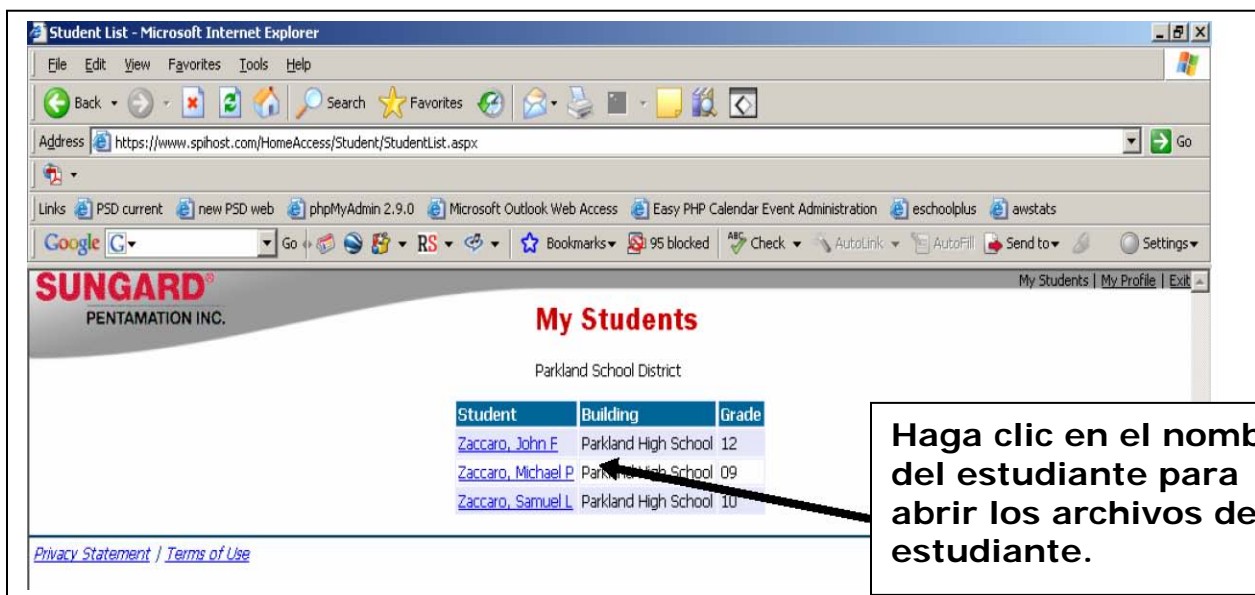 Student List - Microsoft Internet Explorer
File Edit View Favorites Tools Help
Back Search Favorites
Address https://www.spihost.com/HomeAccess/Student/StudentList.aspx Go
Links PSD current new PSD web phpMyAdmin 2.9.0 Microsoft Outlook Web Access Easy PHP Calendar Event Administration eschoolplus awstats
Google G Go RS Bookmarks 95 blocked ABC Check AutoLink AutoFill Send to Settings
SUNGARD®
PENTAMATION INC.
My Students | My Profile | Exit
My Students
Parkland School District
Student Building Grade
Zaccaro, John F Parkland High School 12
Zaccaro, Michael P Parkland High School 09
Zaccaro, Samuel L Parkland High School 10
Haga clic en el nomb
del estudiante para
abrir los archivos de
estudiante.
Privacy Statement / Terms of Use